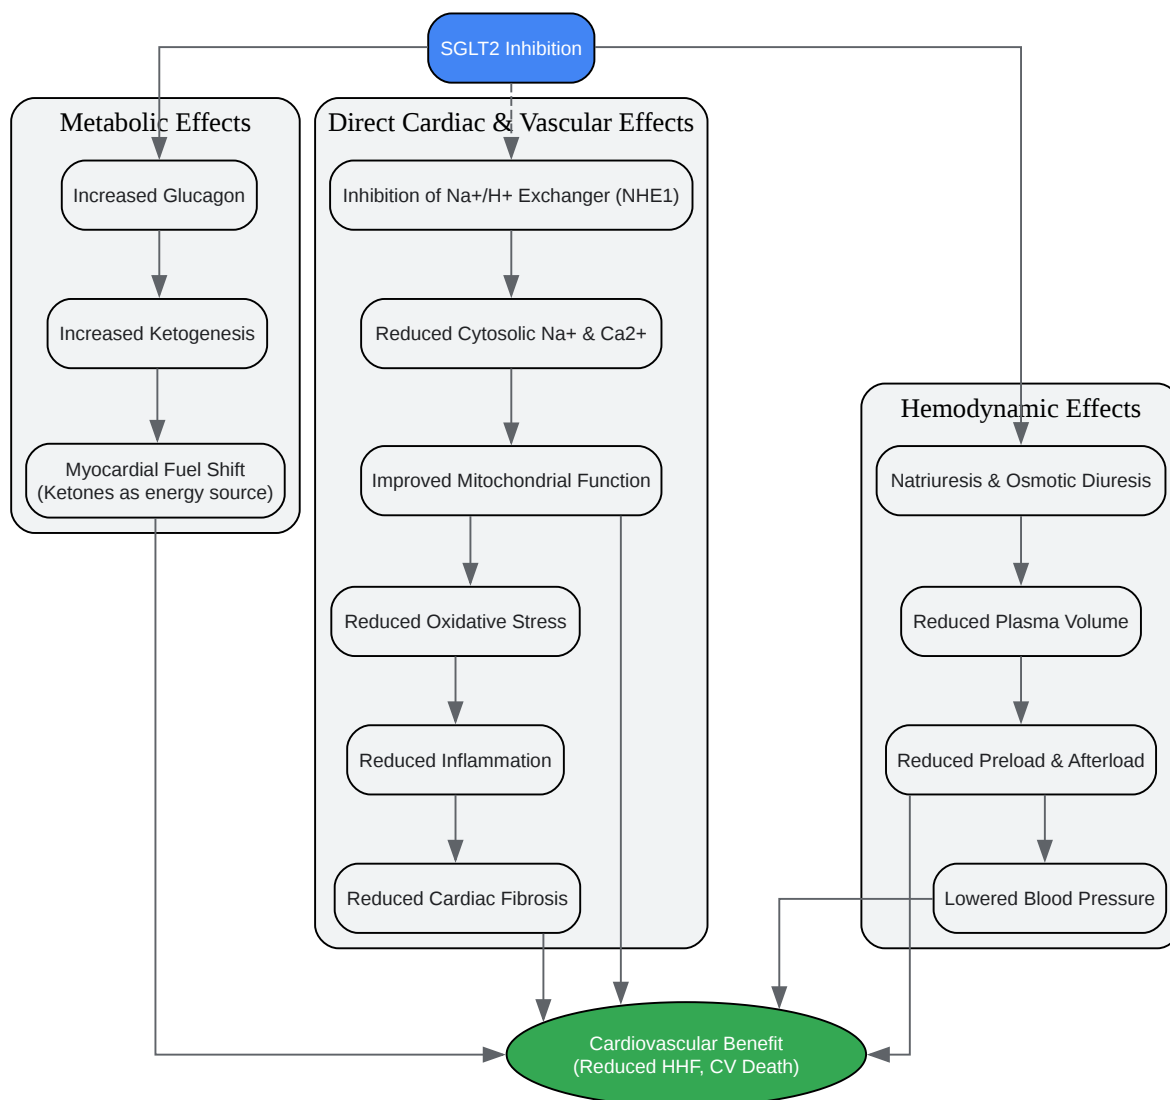 SGLT2 Inhibition
Metabolic Effects
Increased Glucagon
Increased Ketogenesis
Myocardial Fuel Shift
(Ketones as energy source)
Direct Cardiac & Vascular Effects
Inhibition of Na+/H+ Exchanger (NHE1)
Reduced Cytosolic Na+ & Ca2+
Improved Mitochondrial Function
Reduced Oxidative Stress
Reduced Inflammation
Reduced Cardiac Fibrosis
Hemodynamic Effects
Natriuresis & Osmotic Diuresis
Reduced Plasma Volume
Reduced Preload & Afterload
Lowered Blood Pressure
Cardiovascular Benefit
(Reduced HHF, CV Death)